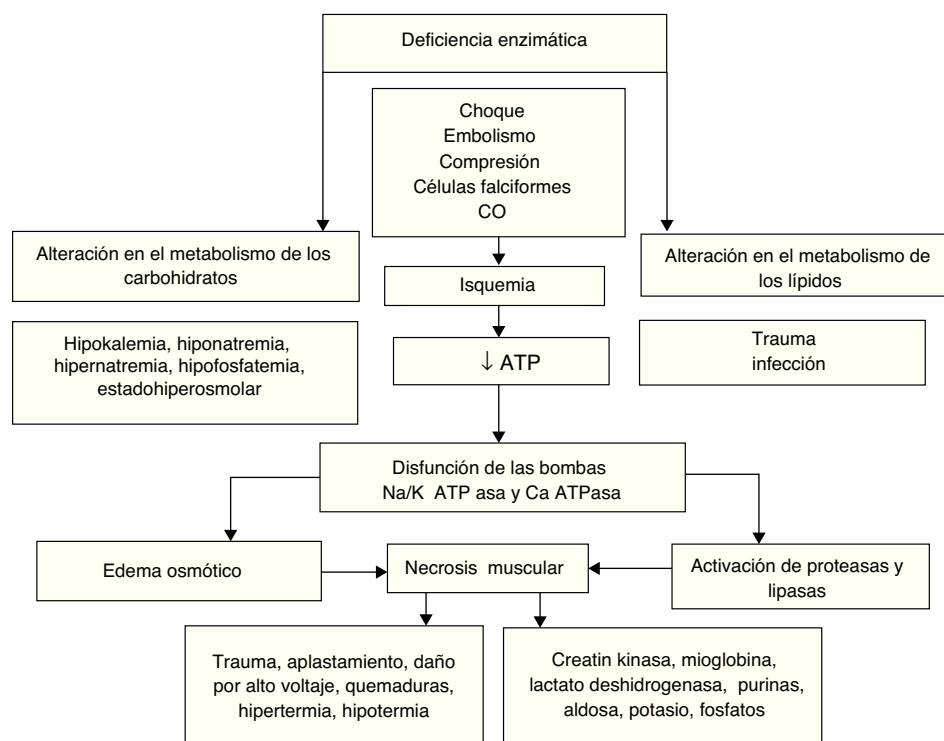 Deficiencia enzimática
Choque
Embolismo
Compresión
Células falciformes
CO
Alteración en el metabolismo de los
carbohidratos
Alteración en el metabolismo de
los lípidos
Isquemia
Hipokalemia, hiponatremia,
hipernatremia, hipofosfatemia,
estadohiperosmolar
Trauma
infección
↓ ATP
Disfunción de las bombas
Na/K ATP asa y Ca ATPasa
Edema osmótico
Necrosis muscular
Activación de proteasas y
lipasas
Trauma, aplastamiento, daño
por alto voltaje, quemaduras,
hipertermia, hipotermia
Creatin kinasa, mioglobina,
lactato deshidrogenasa, purinas,
aldosa, potasio, fosfatos